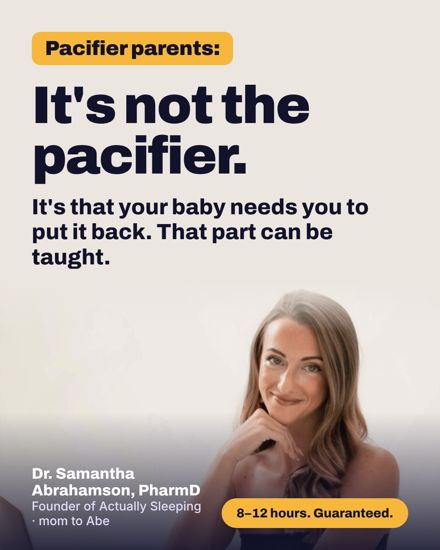 Pacifier parents:
It's not the
pacifier.
It's that your baby needs you to
put it back. That part can be
taught.
Dr. Samantha
Abrahamson, PharmD
Founder of Actually Sleeping
· mom to Abe
8–12 hours. Guaranteed.